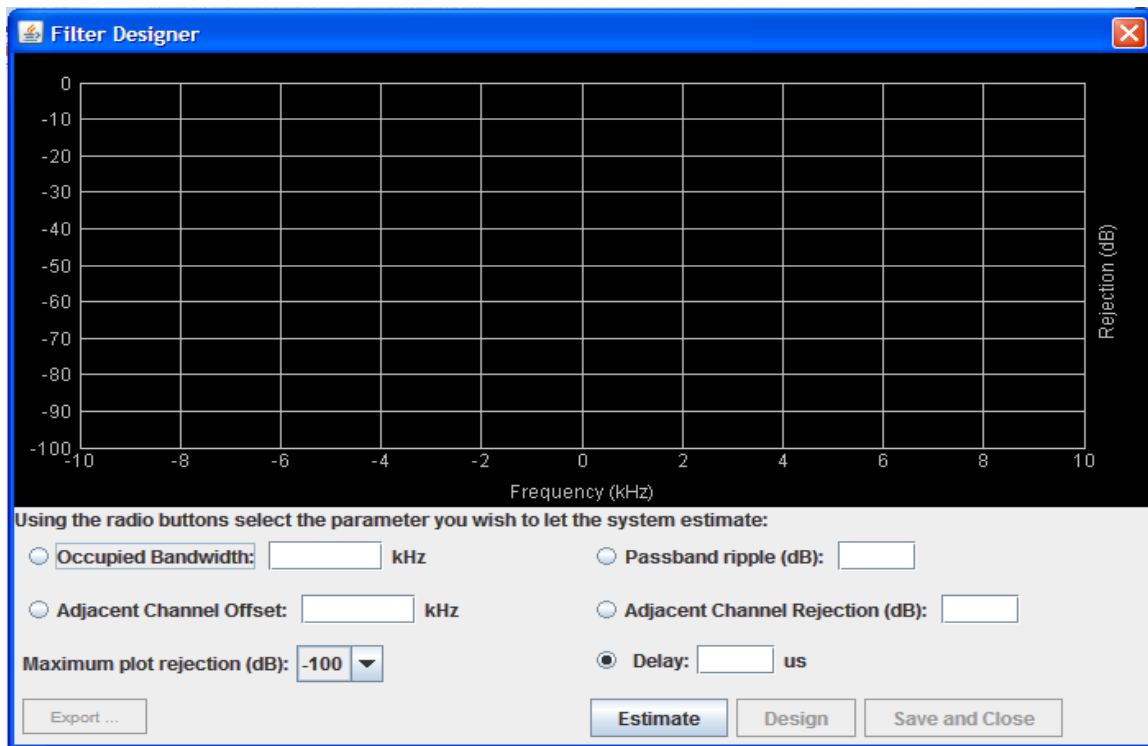 Filter Designer
0
-10
-20
-30
-40
-50
-60
-70
-80
-90
-100
-10 -8 -6 -4 -2 0 2 4 6 8 10
Frequency (kHz)
Rejection (dB)
Using the radio buttons select the parameter you wish to let the system estimate:
Occupied Bandwidth: kHz
Passband ripple (dB):
Adjacent Channel Offset: kHz
Adjacent Channel Rejection (dB):
Maximum plot rejection (dB): -100
Delay: us
Export ...
Estimate
Design
Save and Close